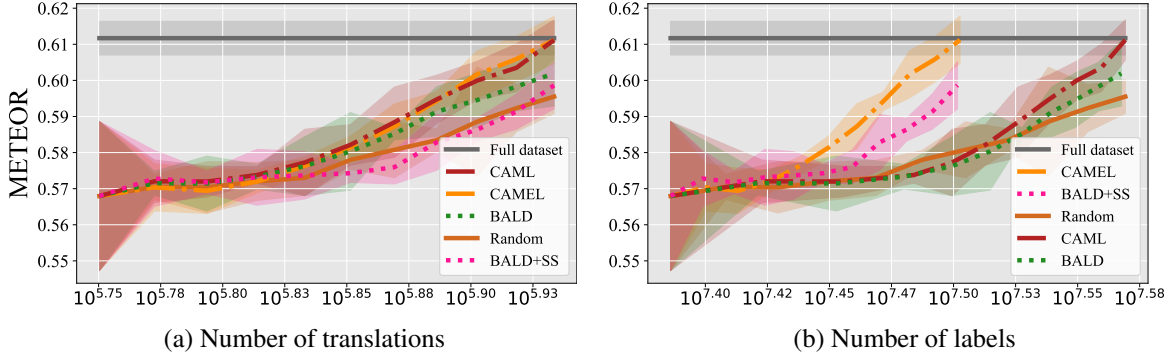 METEOR
0.62
0.61
0.60
0.59
0.58
0.57
0.56
0.55
Full dataset
CAML
CAMEL
BALD
Random
BALD+SS
10^5.75 10^5.78 10^5.80 10^5.83 10^5.85 10^5.88 10^5.90 10^5.93
(a) Number of translations
0.62
0.61
0.60
0.59
0.58
0.57
0.56
0.55
Full dataset
CAMEL
BALD+SS
Random
CAML
BALD
10^7.40 10^7.42 10^7.45 10^7.47 10^7.50 10^7.53 10^7.55 10^7.58
(b) Number of labels